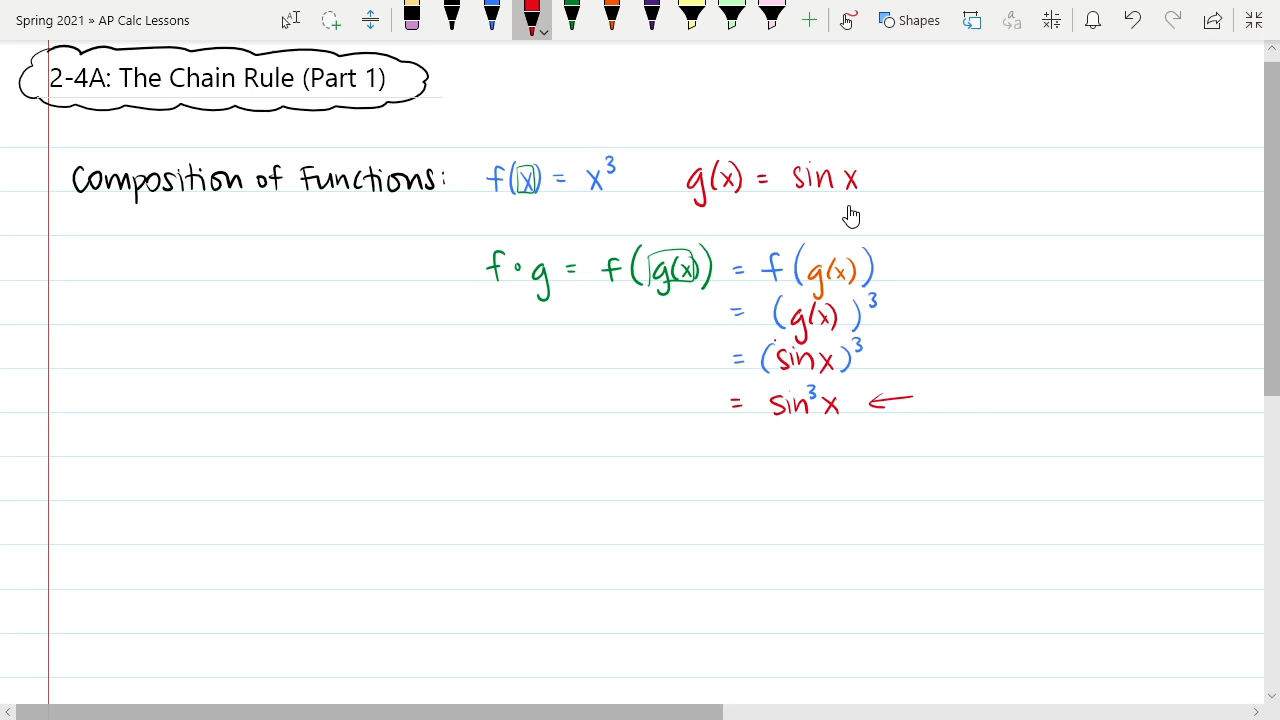 Spring 2021 » AP Calc Lessons
Shapes
2-4A: The Chain Rule (Part 1)
Composition of Functions: f(x) = x³ g(x) = sin x
f∘g = f(g(x)) = f(g(x))
= (g(x))³
= (sin x)³
= sin³ x ←